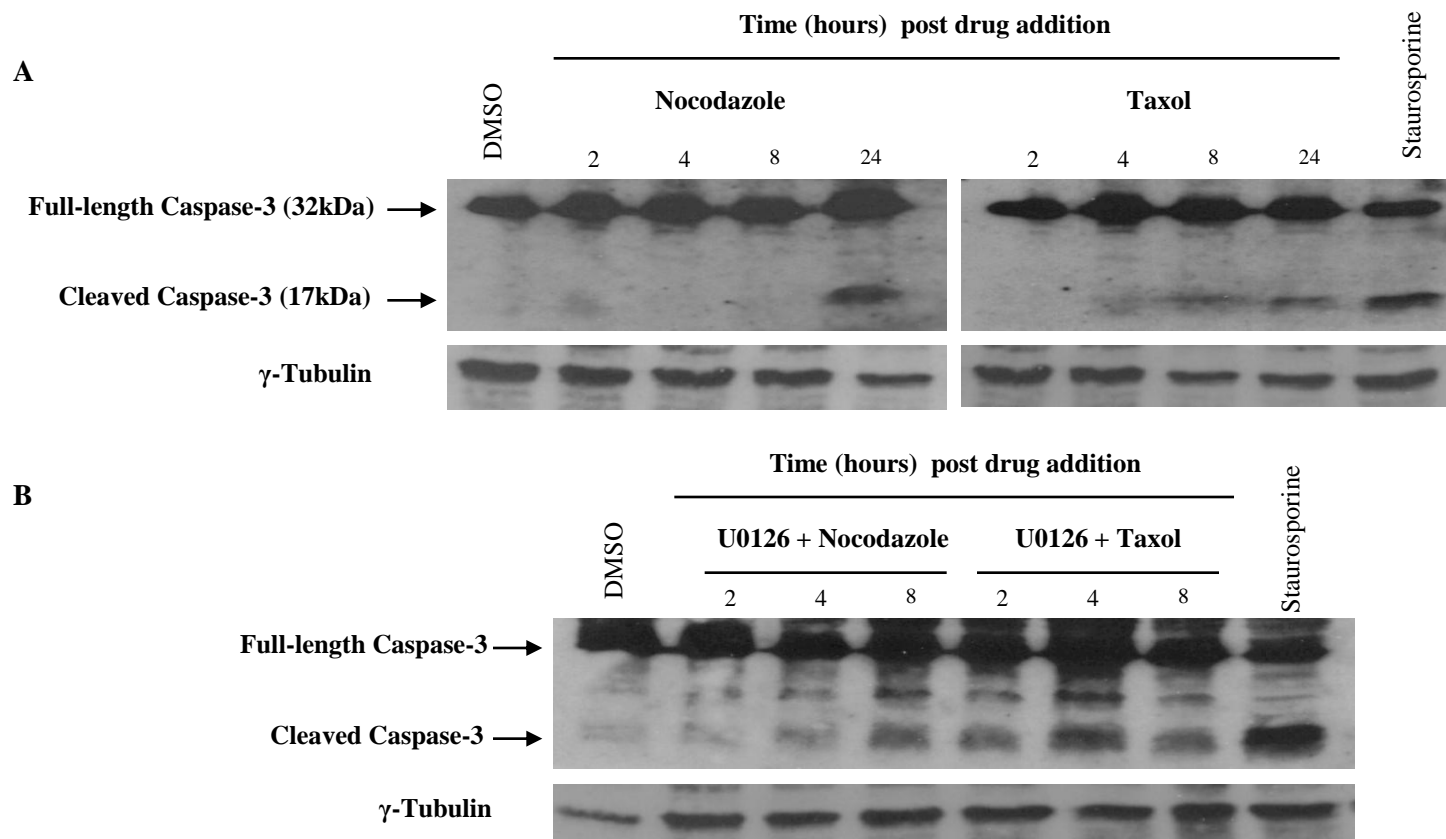 Time (hours) post drug addition
A
DMSO
Nocodazole
Taxol
Staurosporine
2 4 8 24 2 4 8 24
Full-length Caspase-3 (32kDa)
Cleaved Caspase-3 (17kDa)
γ-Tubulin
Time (hours) post drug addition
B
DMSO
U0126 + Nocodazole
U0126 + Taxol
Staurosporine
2 4 8 2 4 8
Full-length Caspase-3
Cleaved Caspase-3
γ-Tubulin